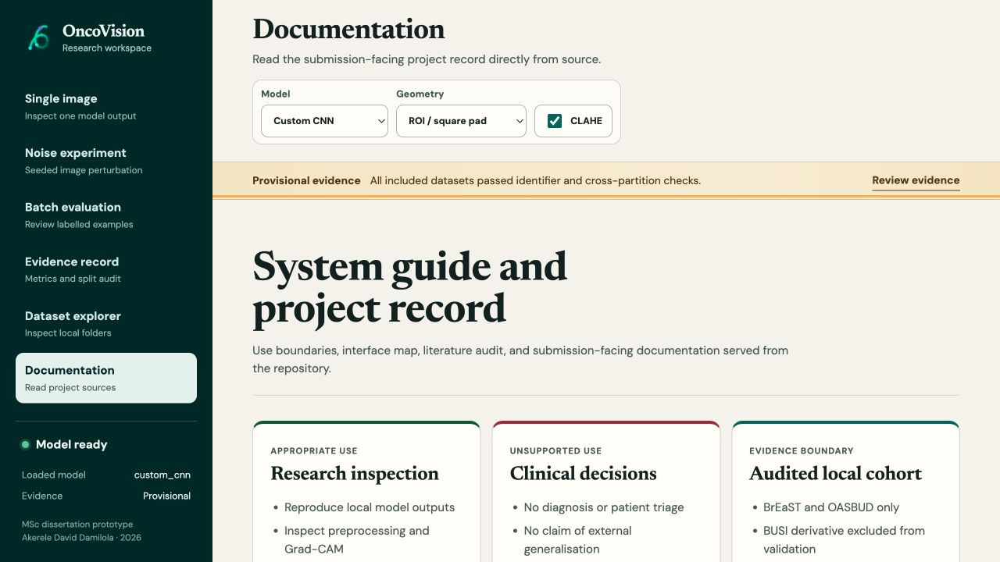 OncoVision
Research workspace
Single image
Inspect one model output
Noise experiment
Seeded image perturbation
Batch evaluation
Review labelled examples
Evidence record
Metrics and split audit
Dataset explorer
Inspect local folders
Documentation
Read project sources
Model ready
Loaded model custom_cnn
Evidence Provisional
MSc dissertation prototype
Akerele David Damilola · 2026
Documentation
Read the submission-facing project record directly from source.
Model Geometry
Custom CNN ROI / square pad CLAHE
Provisional evidence All included datasets passed identifier and cross-partition checks. Review evidence
System guide and
project record
Use boundaries, interface map, literature audit, and submission-facing documentation served from
the repository.
APPROPRIATE USE
Research inspection
• Reproduce local model outputs
• Inspect preprocessing and
Grad-CAM
UNSUPPORTED USE
Clinical decisions
• No diagnosis or patient triage
• No claim of external
generalisation
EVIDENCE BOUNDARY
Audited local cohort
• BrEaST and OASBUD only
• BUSI derivative excluded from
validation